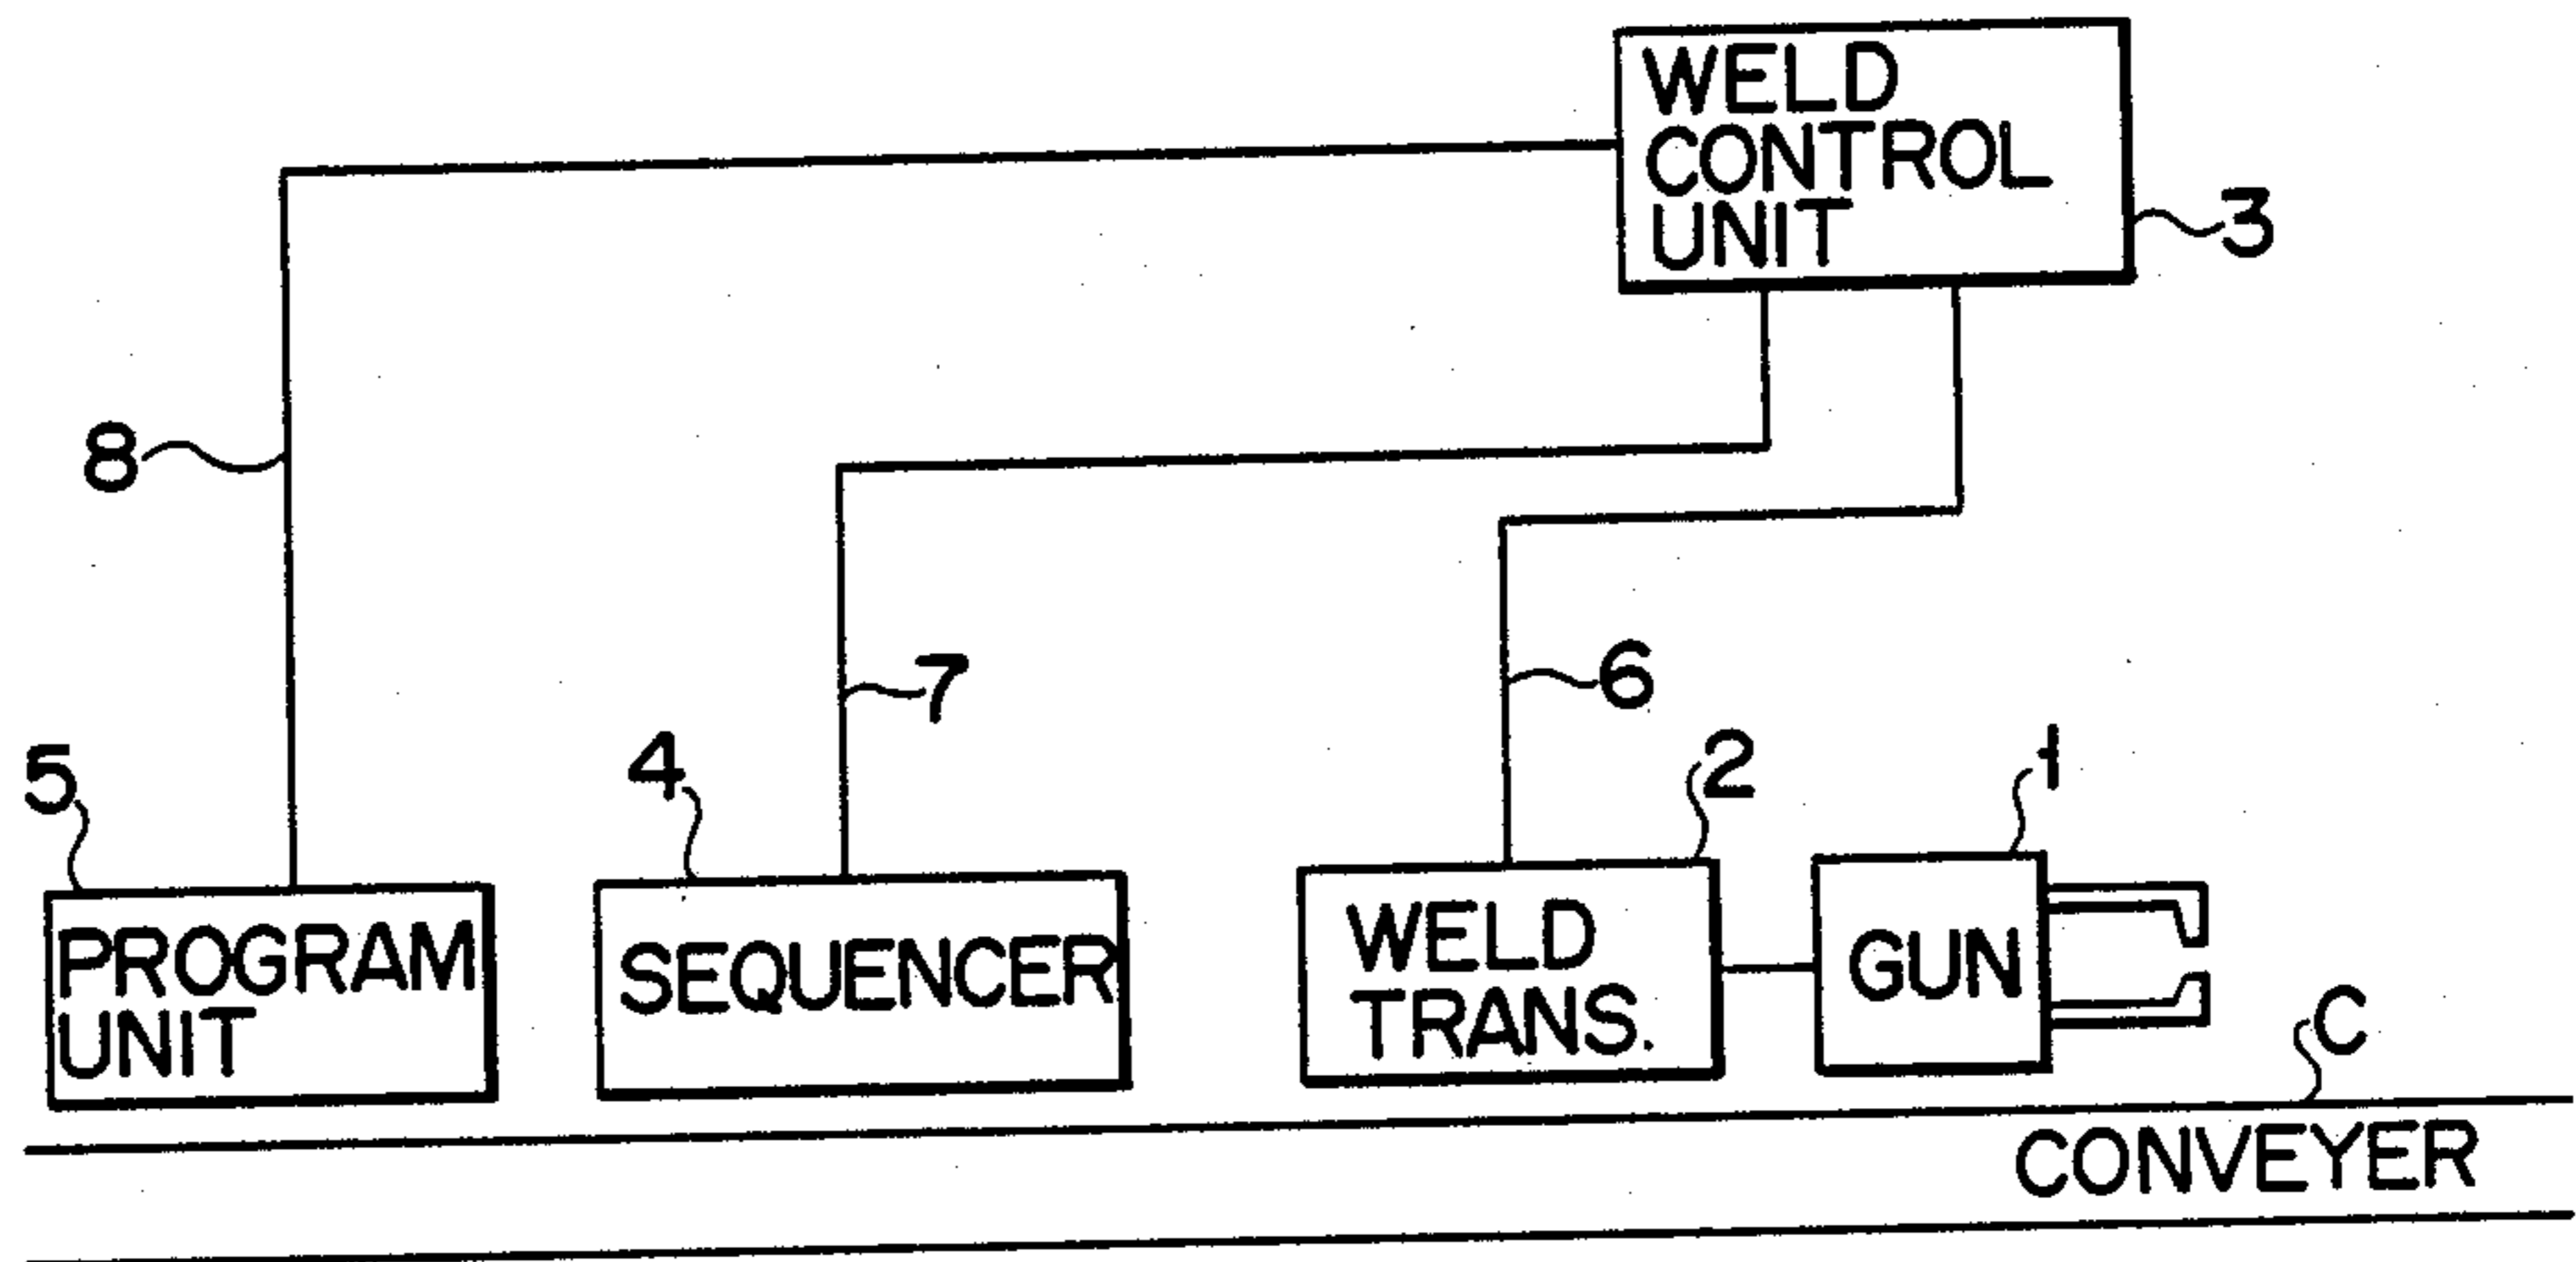 WELD
CONTROL
UNIT
3
8
7
6
5
4
2
1
PROGRAM
UNIT
SEQUENCER
WELD
TRANS.
GUN
C
CONVEYER